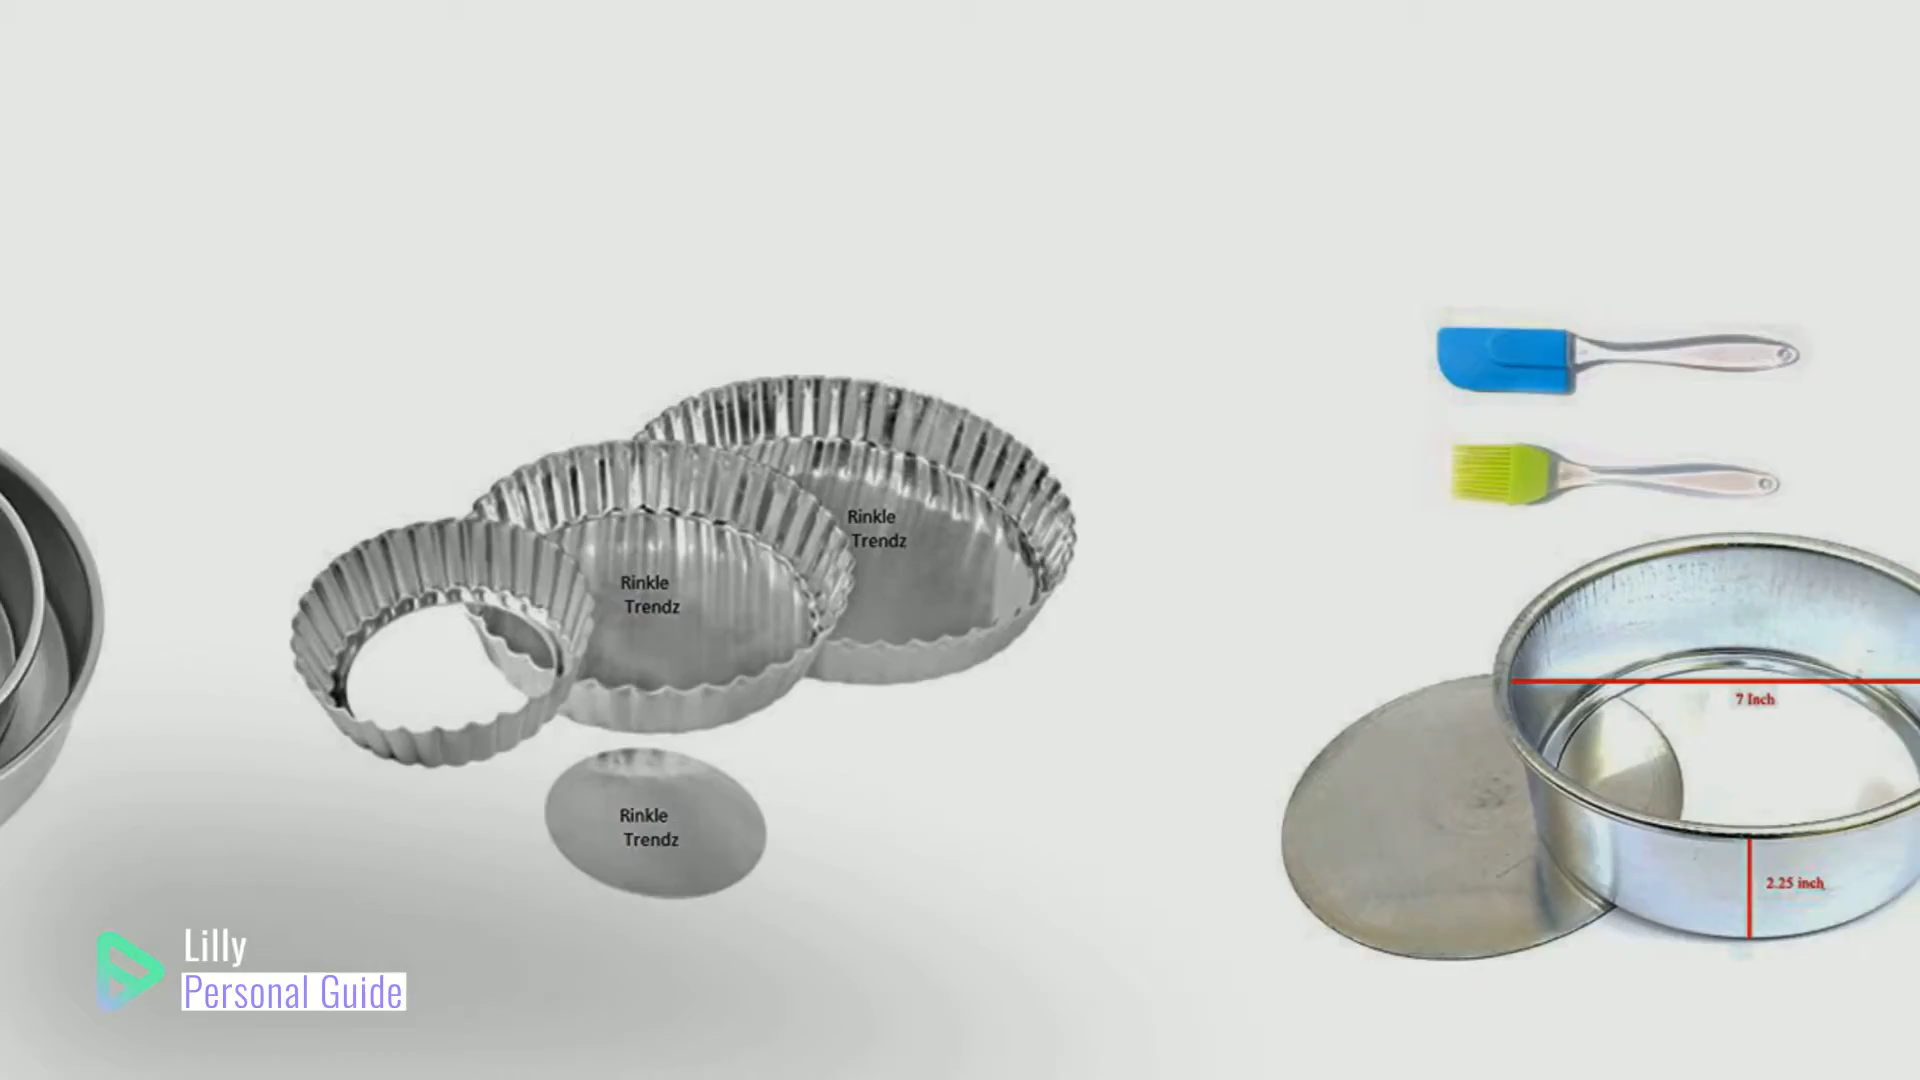 Rinkle
Trendz
Rinkle
Trendz
Rinkle
Trendz
7 Inch
2.25 inch
Lilly
Personal Guide